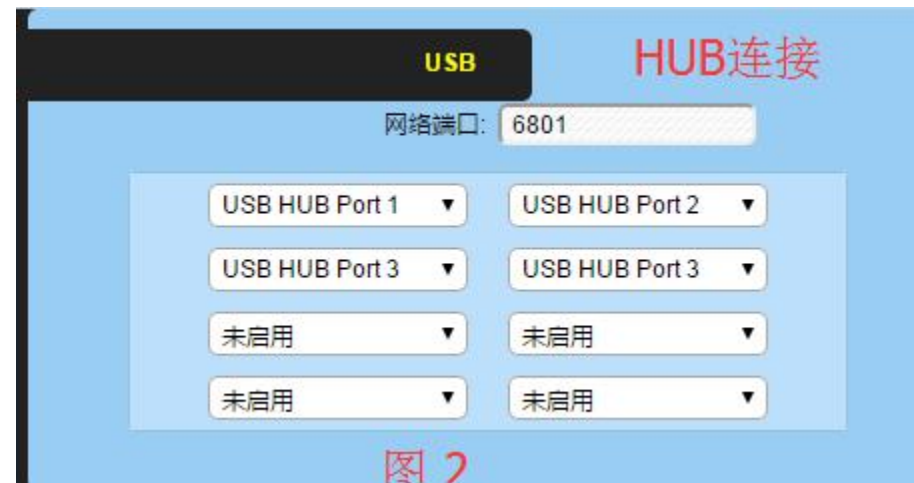 USB
HUB连接
网络端口: 6801
USB HUB Port 1 USB HUB Port 2
USB HUB Port 3 USB HUB Port 3
未启用 未启用
未启用 未启用
图 2